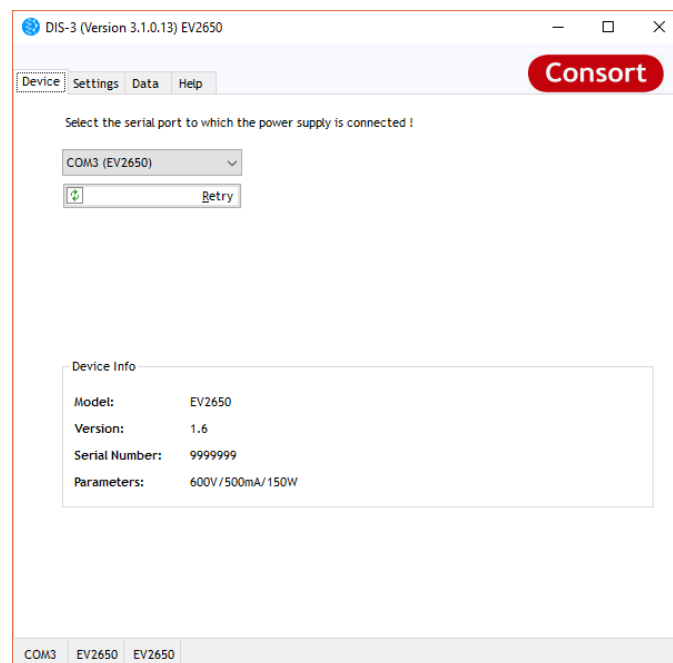 DIS-3 (Version 3.1.0.13) EV2650
Consort
Device Settings Data Help
Select the serial port to which the power supply is connected !
COM3 (EV2650)
Retry
Device Info
Model: EV2650
Version: 1.6
Serial Number: 9999999
Parameters: 600V/500mA/150W
COM3 EV2650 EV2650